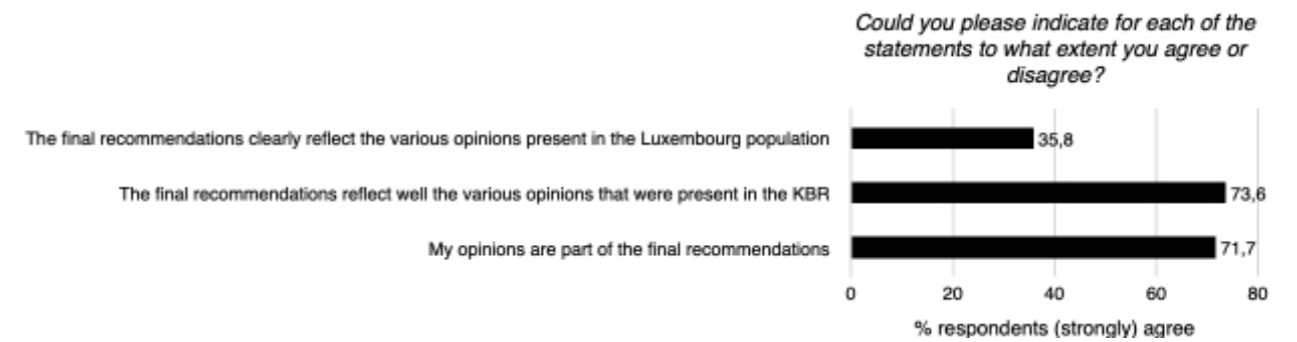 Could you please indicate for each of the
statements to what extent you agree or
disagree?
The final recommendations clearly reflect the various opinions present in the Luxembourg population
35,8
The final recommendations reflect well the various opinions that were present in the KBR
73,6
My opinions are part of the final recommendations
71,7
0 20 40 60 80
% respondents (strongly) agree